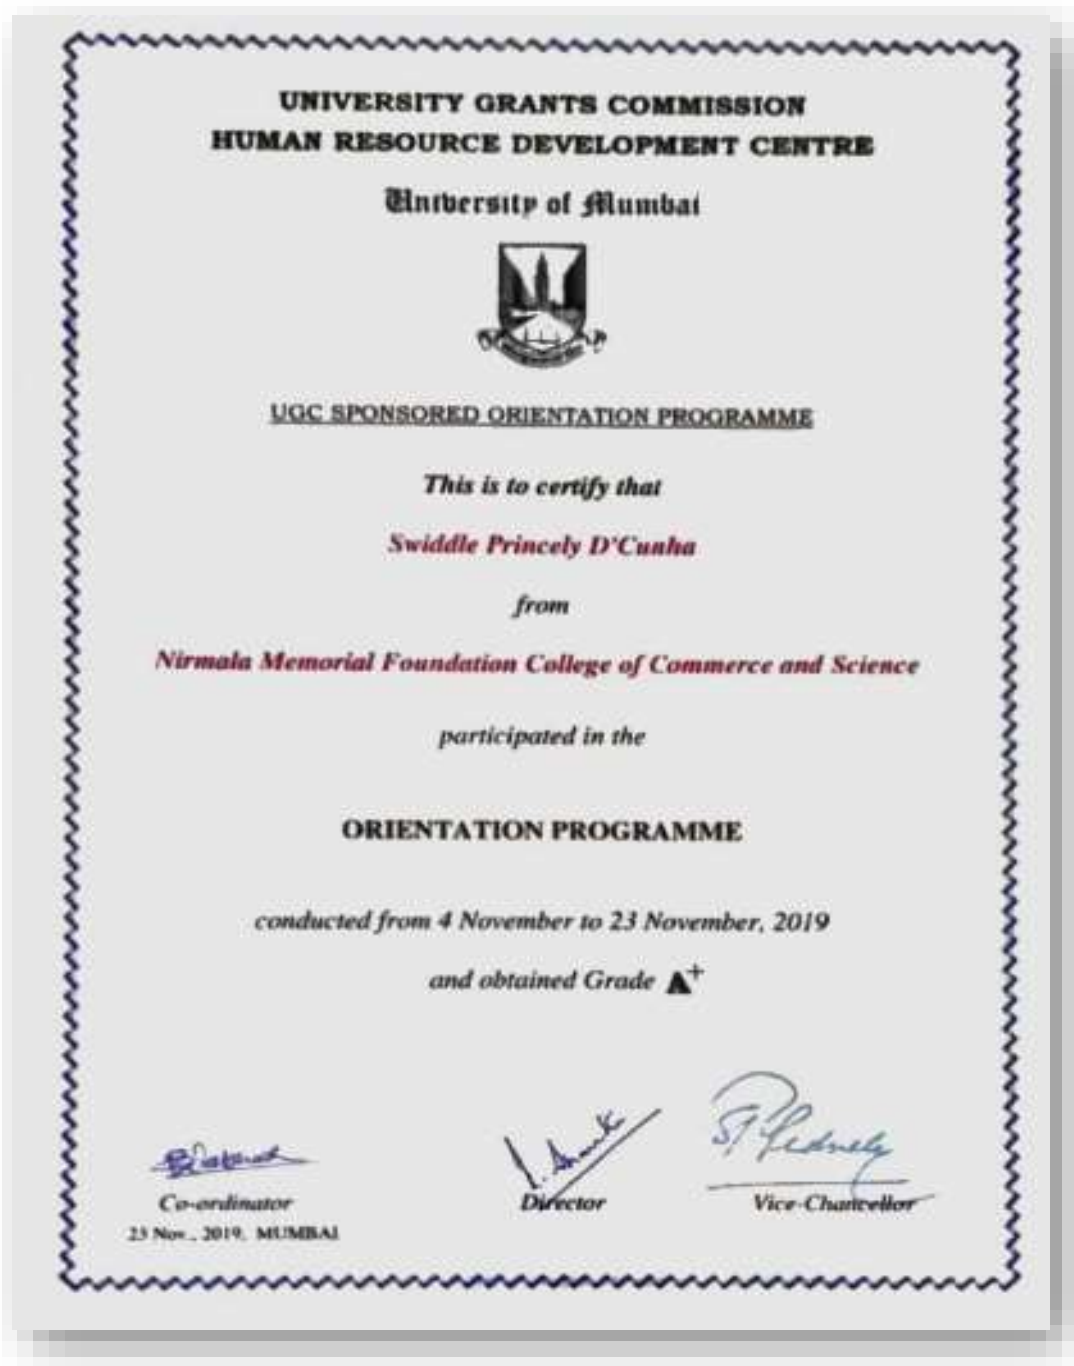 UNIVERSITY GRANTS COMMISSION
HUMAN RESOURCE DEVELOPMENT CENTRE
University of Mumbai
UGC SPONSORED ORIENTATION PROGRAMME
This is to certify that
Swiddle Princely D'Cunha
from
Nirmala Memorial Foundation College of Commerce and Science
participated in the
ORIENTATION PROGRAMME
conducted from 4 November to 23 November, 2019
and obtained Grade A+
Co-ordinator
Director
Vice-Chancellor
23 Nov., 2019, MUMBAI